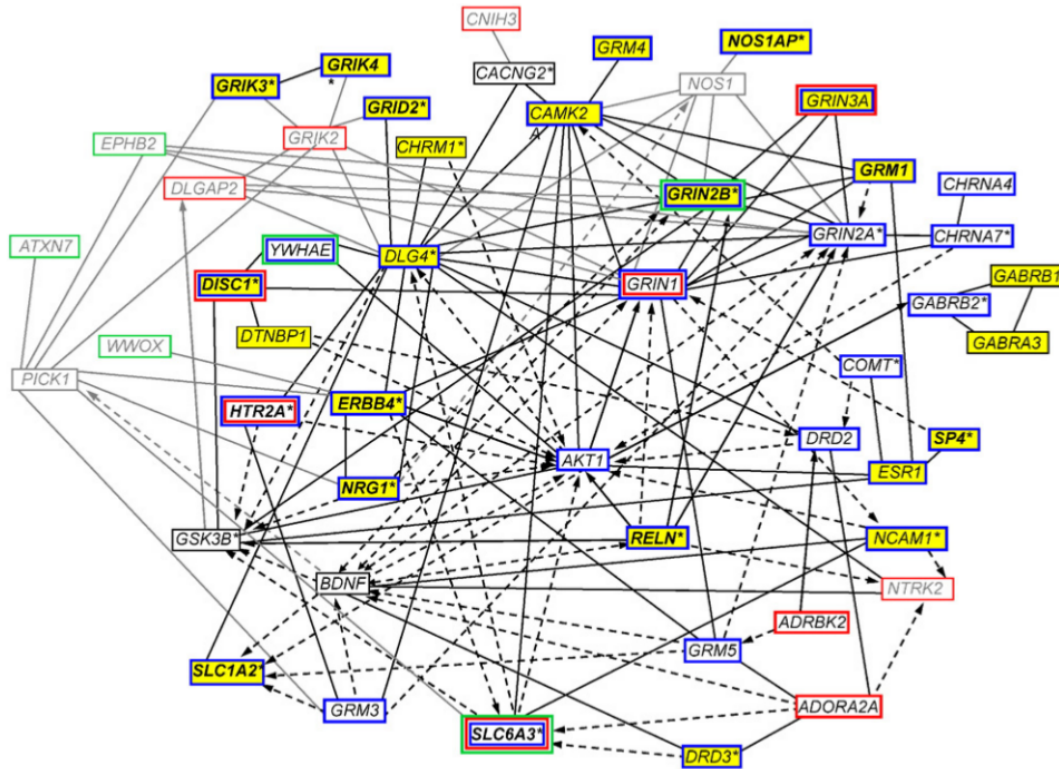 CNIH3
GRM4
NOS1AP*
GRIK4
*
GRIK3*
CACNG2*
NOS1
GRIN3A
GRID2*
CAMK2
A
GRIK2
EPHB2
CHRM1*
GRM1
DLGAP2
GRIN2B*
CHRNA4
ATXN7
YWHAE
DLG4*
GRIN2A*
CHRNA7*
DISC1*
GRIN1
GABRB1
GABRB2*
DTNBP1
WWOX
GABRA3
PICK1
COMT*
HTR2A*
ERBB4*
DRD2
SP4*
AKT1
ESR1
NRG1*
GSK3B*
RELN*
NCAM1*
BDNF
NTRK2
ADRBK2
GRM5
SLC1A2*
GRM3
ADORA2A
SLC6A3*
DRD3*